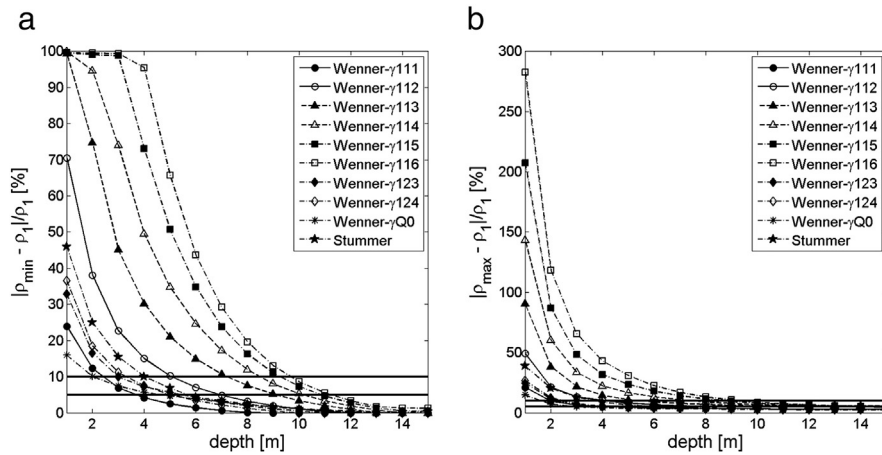 a
|ρmin - ρ1|/ρ1 [%]
100
90
80
70
60
50
40
30
20
10
0
2 4 6 8 10 12 14
depth [m]
Wenner-γ111
Wenner-γ112
Wenner-γ113
Wenner-γ114
Wenner-γ115
Wenner-γ116
Wenner-γ123
Wenner-γ124
Wenner-γQ0
Stummer
b
|ρmax - ρ1|/ρ1 [%]
300
250
200
150
100
50
0
2 4 6 8 10 12 14
depth [m]
Wenner-γ111
Wenner-γ112
Wenner-γ113
Wenner-γ114
Wenner-γ115
Wenner-γ116
Wenner-γ123
Wenner-γ124
Wenner-γQ0
Stummer